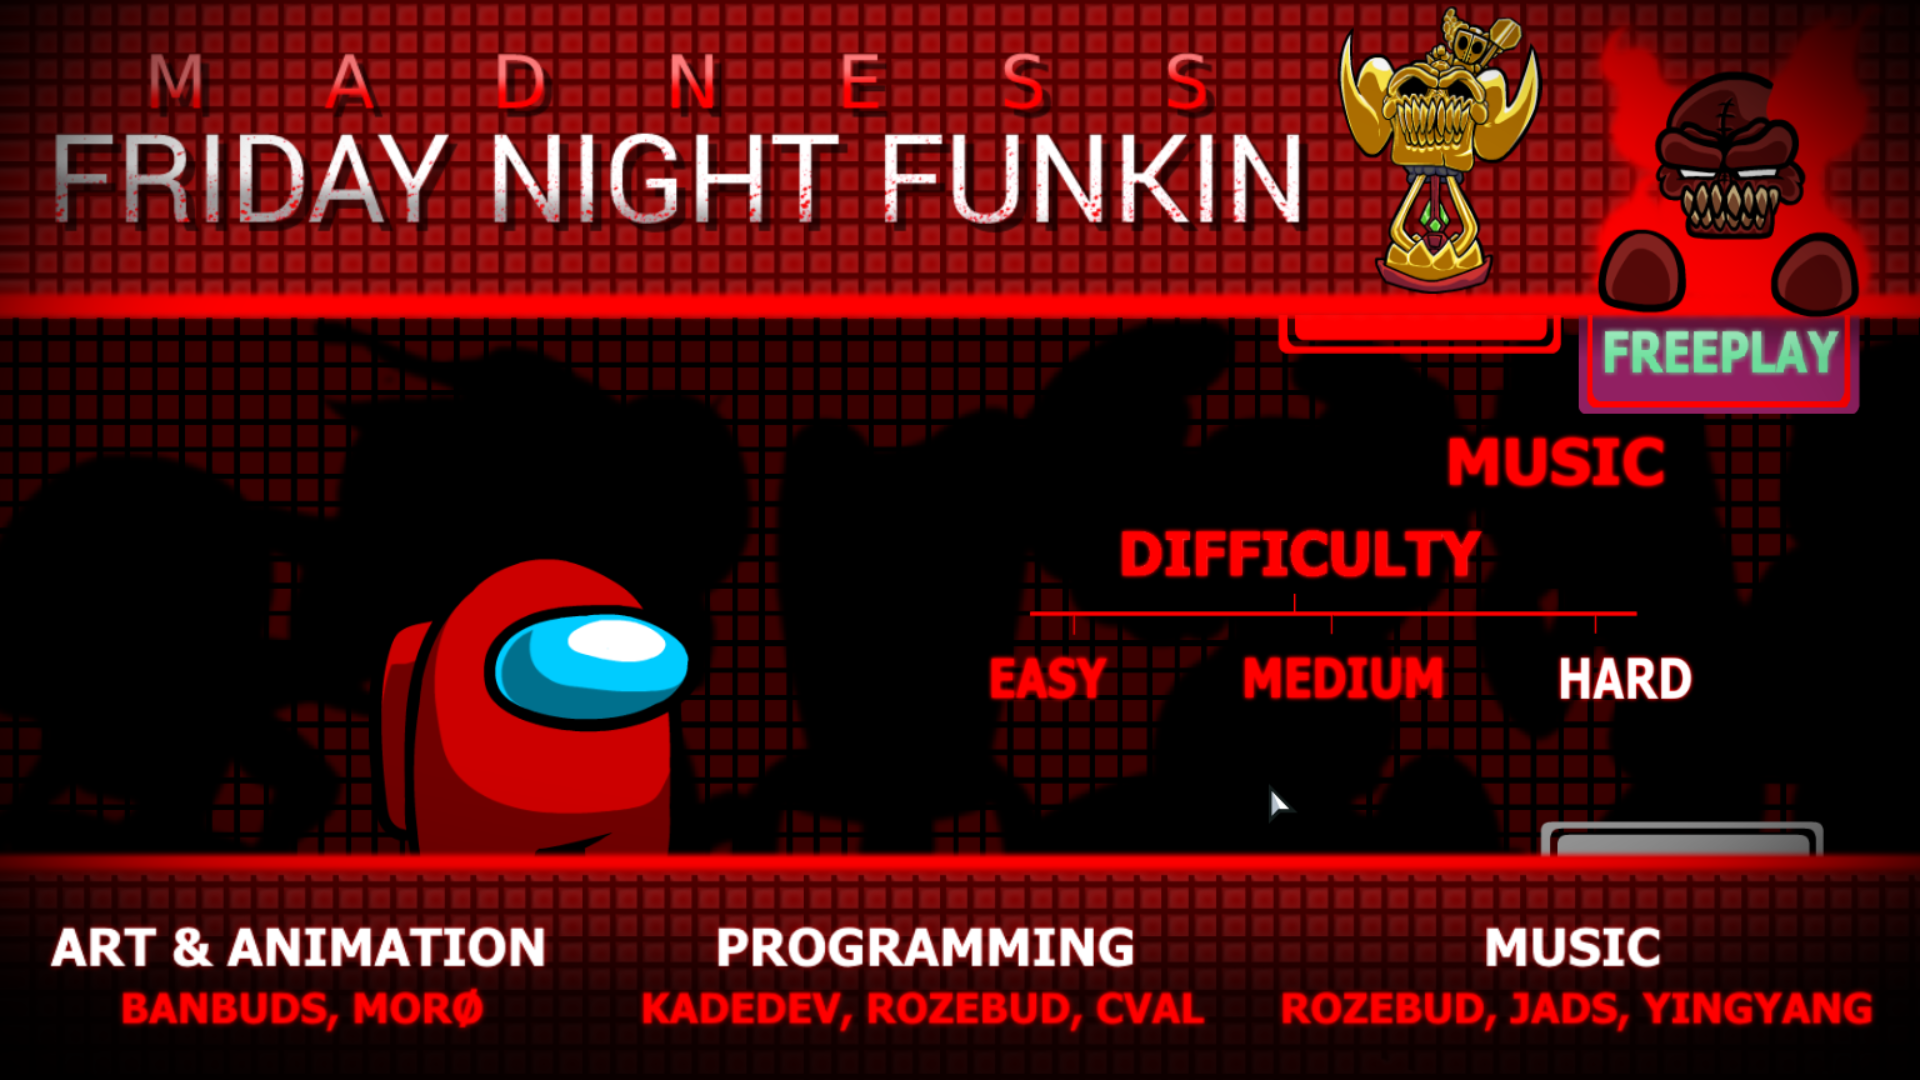 MADNESS
FRIDAY NIGHT FUNKIN
FREEPLAY
MUSIC
DIFFICULTY
EASY MEDIUM HARD
ART & ANIMATION PROGRAMMING MUSIC
BANBUDS, MORØ KADEDEV, ROZEBUD, CVAL ROZEBUD, JADS, YINGYANG